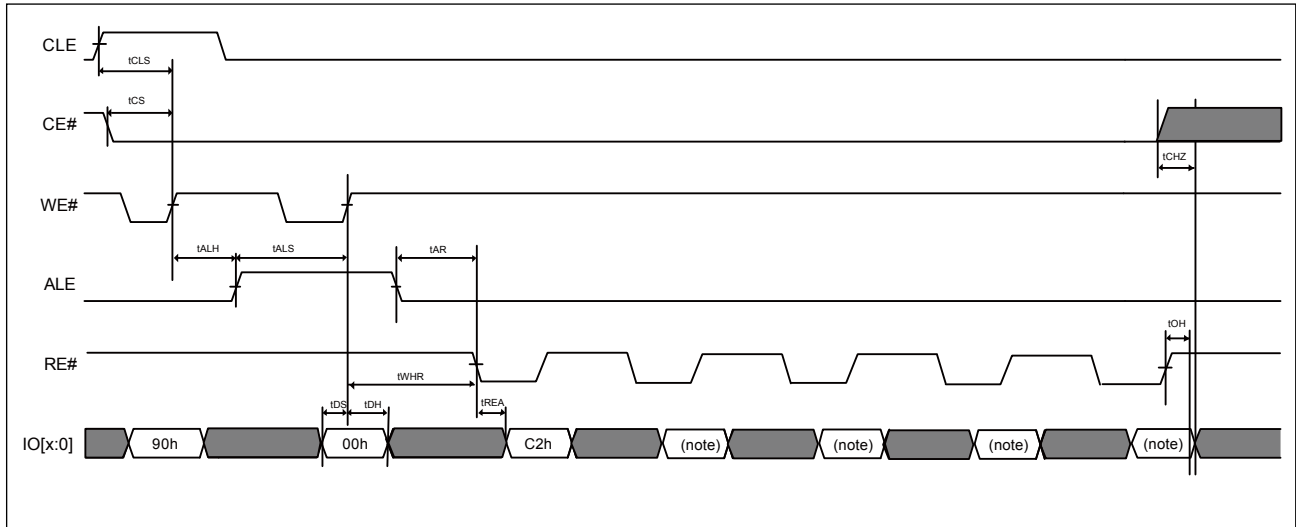 CLE
tCLS
tCS
CE#
tCHZ
WE#
tALH tALS tAR
ALE
tOH
RE#
tWHR
tDS tDH tREA
IO[x:0] 90h 00h C2h (note) (note) (note) (note)